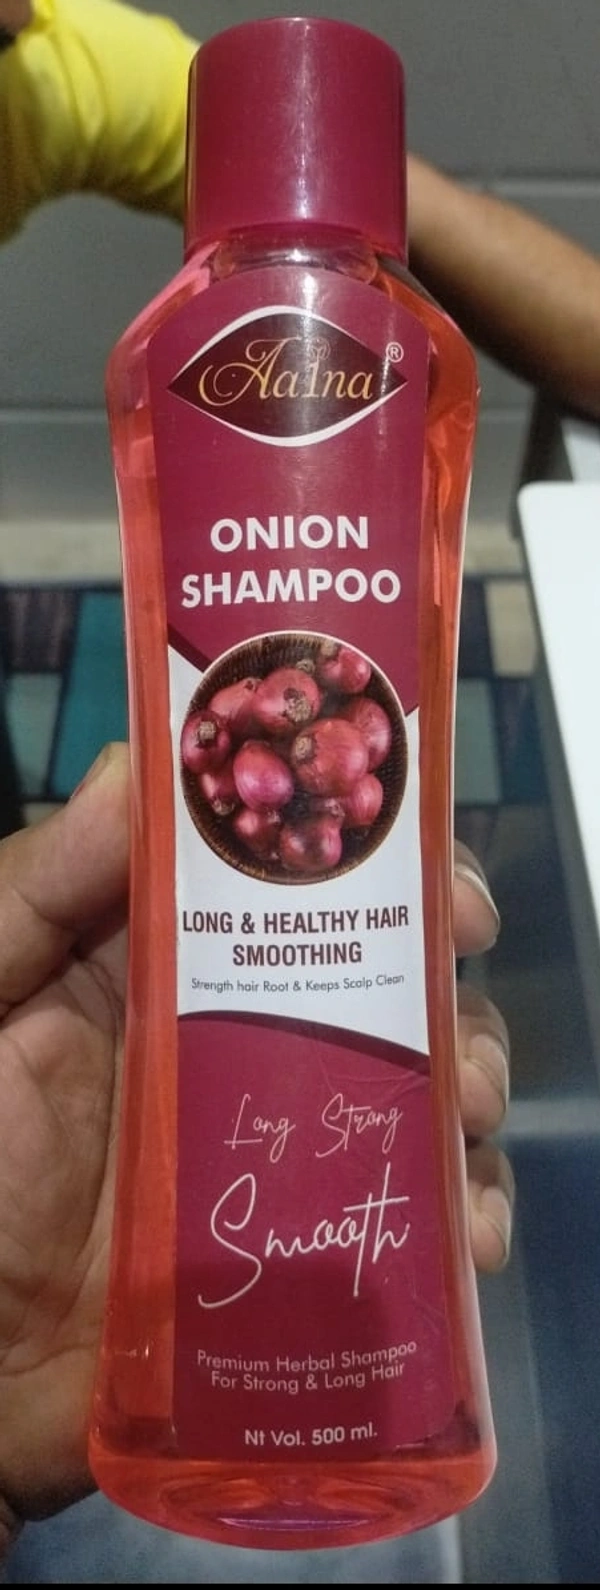 Aaina®
ONION
SHAMPOO
LONG & HEALTHY HAIR
SMOOTHING
Strength hair Root & Keeps Scalp Clean
Long Strong
Smooth
Premium Herbal Shampoo
For Strong & Long Hair
Nt Vol. 500 ml.